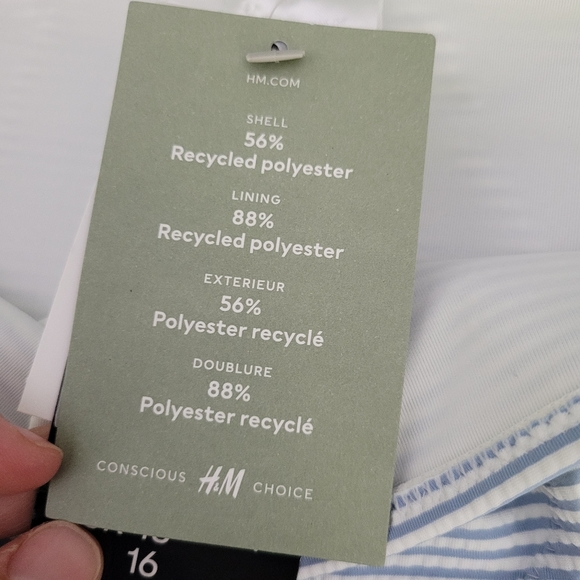 HM.COM
SHELL
56%
Recycled polyester
LINING
88%
Recycled polyester
EXTERIEUR
56%
Polyester recyclé
DOUBLURE
88%
Polyester recyclé
CONSCIOUS H&M CHOICE
16